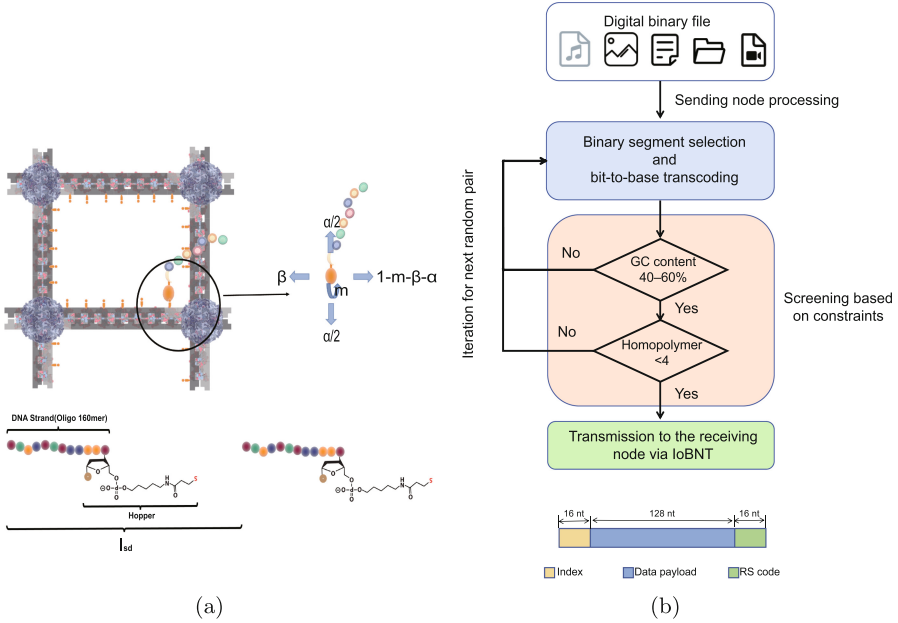 α/2
β
m
1-m-β-α
α/2
DNA Strand(Oligo 160mer)
O
O
O
P
O
O
H
N
O
S
Hopper
Isd
O
O
O
P
O
O
H
N
O
S
(a)
Digital binary file
Sending node processing
Binary segment selection
and
bit-to-base transcoding
Iteration for next random pair
No
GC content
40–60%
Yes
No
Homopolymer
<4
Yes
Screening based
on constraints
Transmission to the receiving
node via IoBNT
16 nt
128 nt
16 nt
Index
Data payload
RS code
(b)